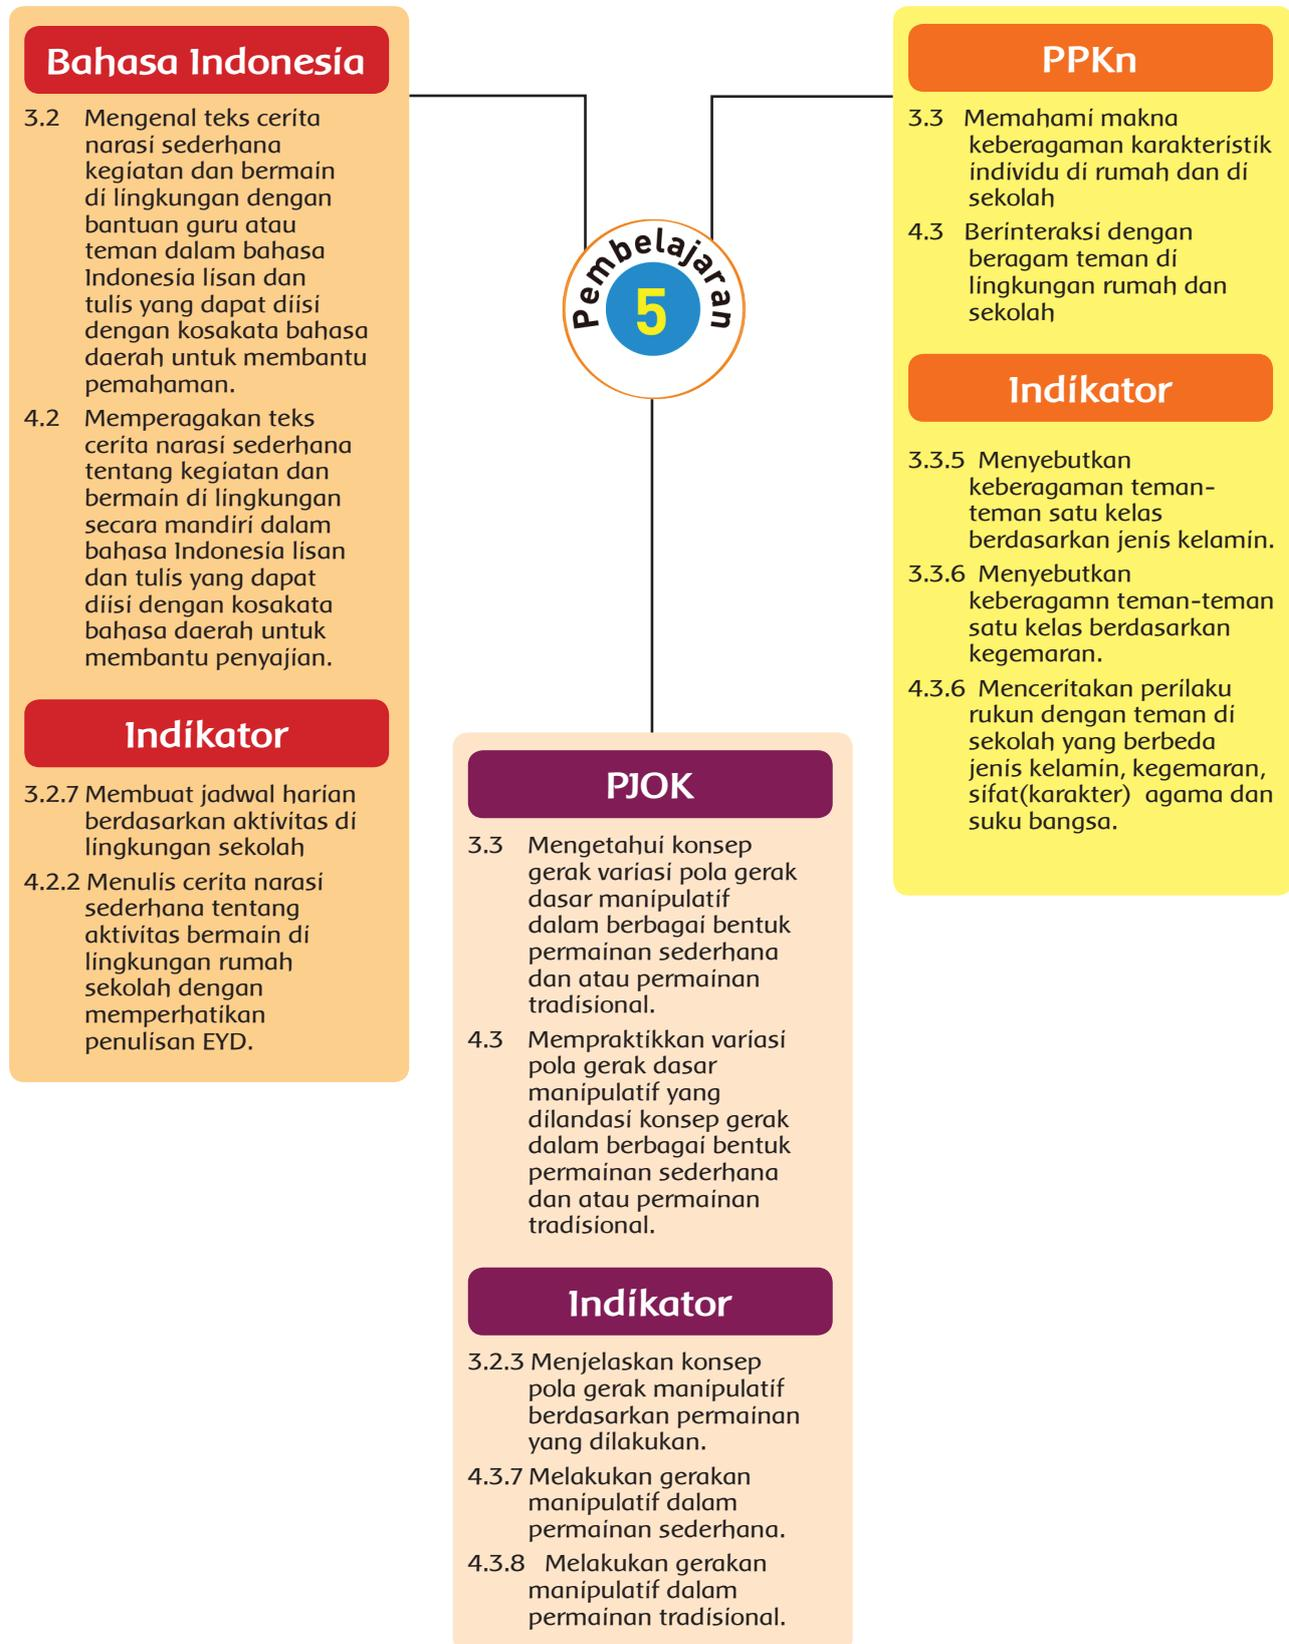 Bahasa Indonesia
3.2 Mengenal teks cerita
narasi sederhana
kegiatan dan bermain
di lingkungan dengan
bantuan guru atau
teman dalam bahasa
Indonesia lisan dan
tulis yang dapat diisi
dengan kosakata bahasa
daerah untuk membantu
pemahaman.
4.2 Memperagakan teks
cerita narasi sederhana
tentang kegiatan dan
bermain di lingkungan
secara mandiri dalam
bahasa Indonesia lisan
dan tulis yang dapat
diisi dengan kosakata
bahasa daerah untuk
membantu penyajian.
Indikator
3.2.7 Membuat jadwal harian
berdasarkan aktivitas di
lingkungan sekolah
4.2.2 Menulis cerita narasi
sederhana tentang
aktivitas bermain di
lingkungan rumah
sekolah dengan
memperhatikan
penulisan EYD.
Pembelajaran
5
PPKn
3.3 Memahami makna
keberagaman karakteristik
individu di rumah dan di
sekolah
4.3 Berinteraksi dengan
beragam teman di
lingkungan rumah dan
sekolah
Indikator
3.3.5 Menyebutkan
keberagaman teman-
teman satu kelas
berdasarkan jenis kelamin.
3.3.6 Menyebutkan
keberagamn teman-teman
satu kelas berdasarkan
kegemaran.
4.3.6 Menceritakan perilaku
rukun dengan teman di
sekolah yang berbeda
jenis kelamin, kegemaran,
sifat(karakter) agama dan
suku bangsa.
PJOK
3.3 Mengetahui konsep
gerak variasi pola gerak
dasar manipulatif
dalam berbagai bentuk
permainan sederhana
dan atau permainan
tradisional.
4.3 Mempraktikkan variasi
pola gerak dasar
manipulatif yang
dilandasi konsep gerak
dalam berbagai bentuk
permainan sederhana
dan atau permainan
tradisional.
Indikator
3.2.3 Menjelaskan konsep
pola gerak manipulatif
berdasarkan permainan
yang dilakukan.
4.3.7 Melakukan gerakan
manipulatif dalam
permainan sederhana.
4.3.8 Melakukan gerakan
manipulatif dalam
permainan tradisional.